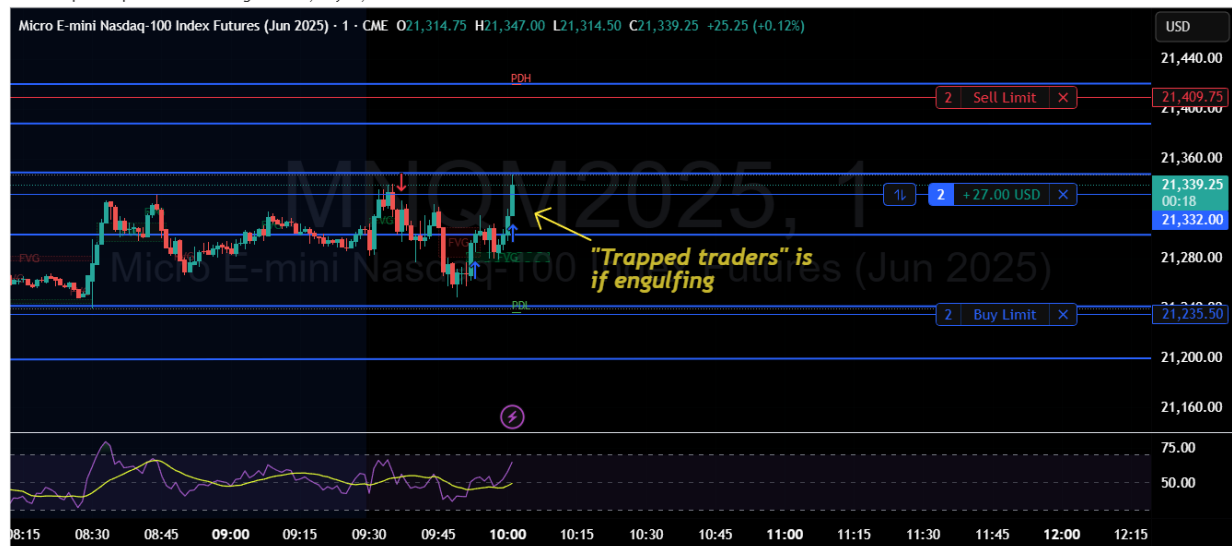 Micro E-mini Nasdaq-100 Index Futures (Jun 2025) · 1 · CME O21,314.75 H21,347.00 L21,314.50 C21,339.25 +25.25 (+0.12%)
USD
21,440.00
PDH
2 Sell Limit ×
21,409.75
21,400.00
MNQM2025, 1
21,360.00
2 +27.00 USD ×
21,339.25
00:18
21,332.00
FVG
FVG
FVG
21,280.00
Micro E-mini Nasdaq-100 Index Futures (Jun 2025)
"Trapped traders" is
if engulfing
PDL
2 Buy Limit ×
21,235.50
21,200.00
21,160.00
75.00
50.00
08:15 08:30 08:45 09:00 09:15 09:30 09:45 10:00 10:15 10:30 10:45 11:00 11:15 11:30 11:45 12:00 12:15